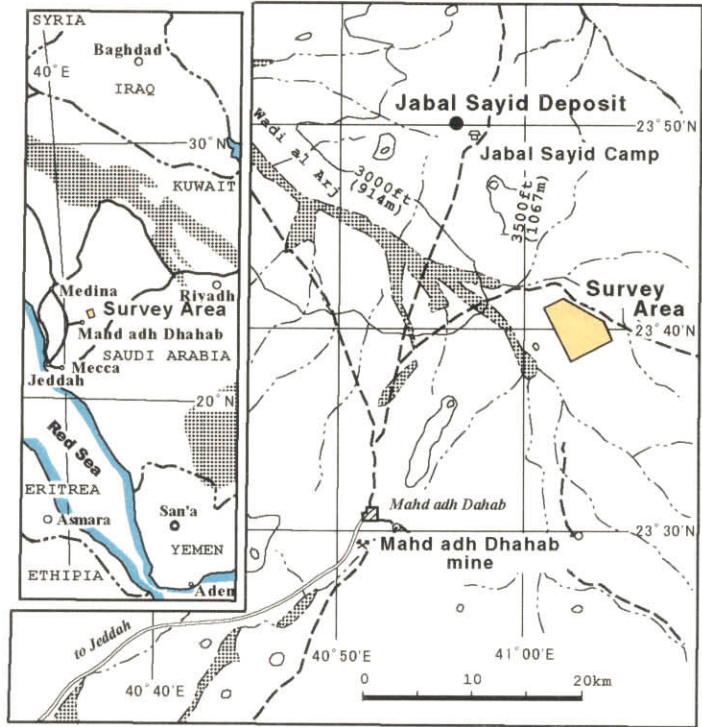 SYRIA
40°E
Baghdad
IRAQ
30°N
KUWAIT
Medina
Riyadh
Survey Area
Mahd adh Dhahab
SAUDI ARABIA
Mecca
Jeddah
20°N
Red Sea
ERITREA
Asmara
San'a
YEMEN
ETHIPIA
Aden
Jabal Sayid Deposit
23°50'N
Jabal Sayid Camp
Wadi al Arj
3000ft
(914m)
3500ft
(1067m)
Survey
Area
23°40'N
Mahd adh Dahab
23°30'N
Mahd adh Dhahab
mine
to Jeddah
40°50'E
41°00'E
40°40'E
0 10 20km